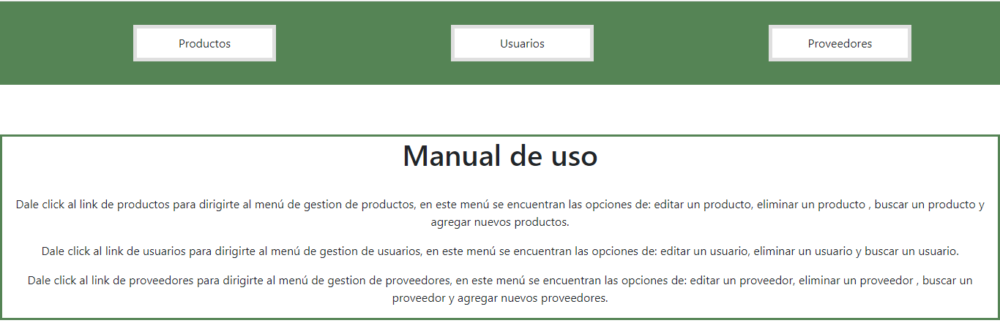 Productos
Usuarios
Proveedores
Manual de uso
Dale click al link de productos para dirigirte al menú de gestion de productos, en este menú se encuentran las opciones de: editar un producto, eliminar un producto , buscar un producto y
agregar nuevos productos.
Dale click al link de usuarios para dirigirte al menú de gestion de usuarios, en este menú se encuentran las opciones de: editar un usuario, eliminar un usuario y buscar un usuario.
Dale click al link de proveedores para dirigirte al menú de gestion de proveedores, en este menú se encuentran las opciones de: editar un proveedor, eliminar un proveedor , buscar un
proveedor y agregar nuevos proveedores.